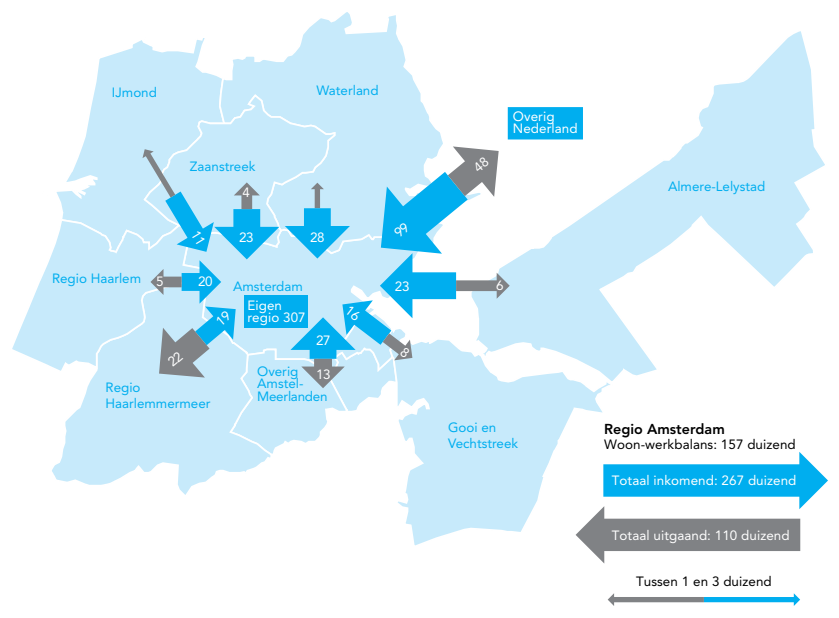 IJmond
Waterland
Overig
Nederland
Zaanstreek
48
Almere-Lelystad
4
11
23
28
99
Regio Haarlem
5
20
Amsterdam
23
6
Eigen
regio 307
19
16
27
8
22
13
Overig
Amstel-
Meerlanden
Regio
Haarlemmermeer
Gooi en
Vechtstreek
Regio Amsterdam
Woon-werkbalans: 157 duizend
Totaal inkomend: 267 duizend
Totaal uitgaand: 110 duizend
Tussen 1 en 3 duizend